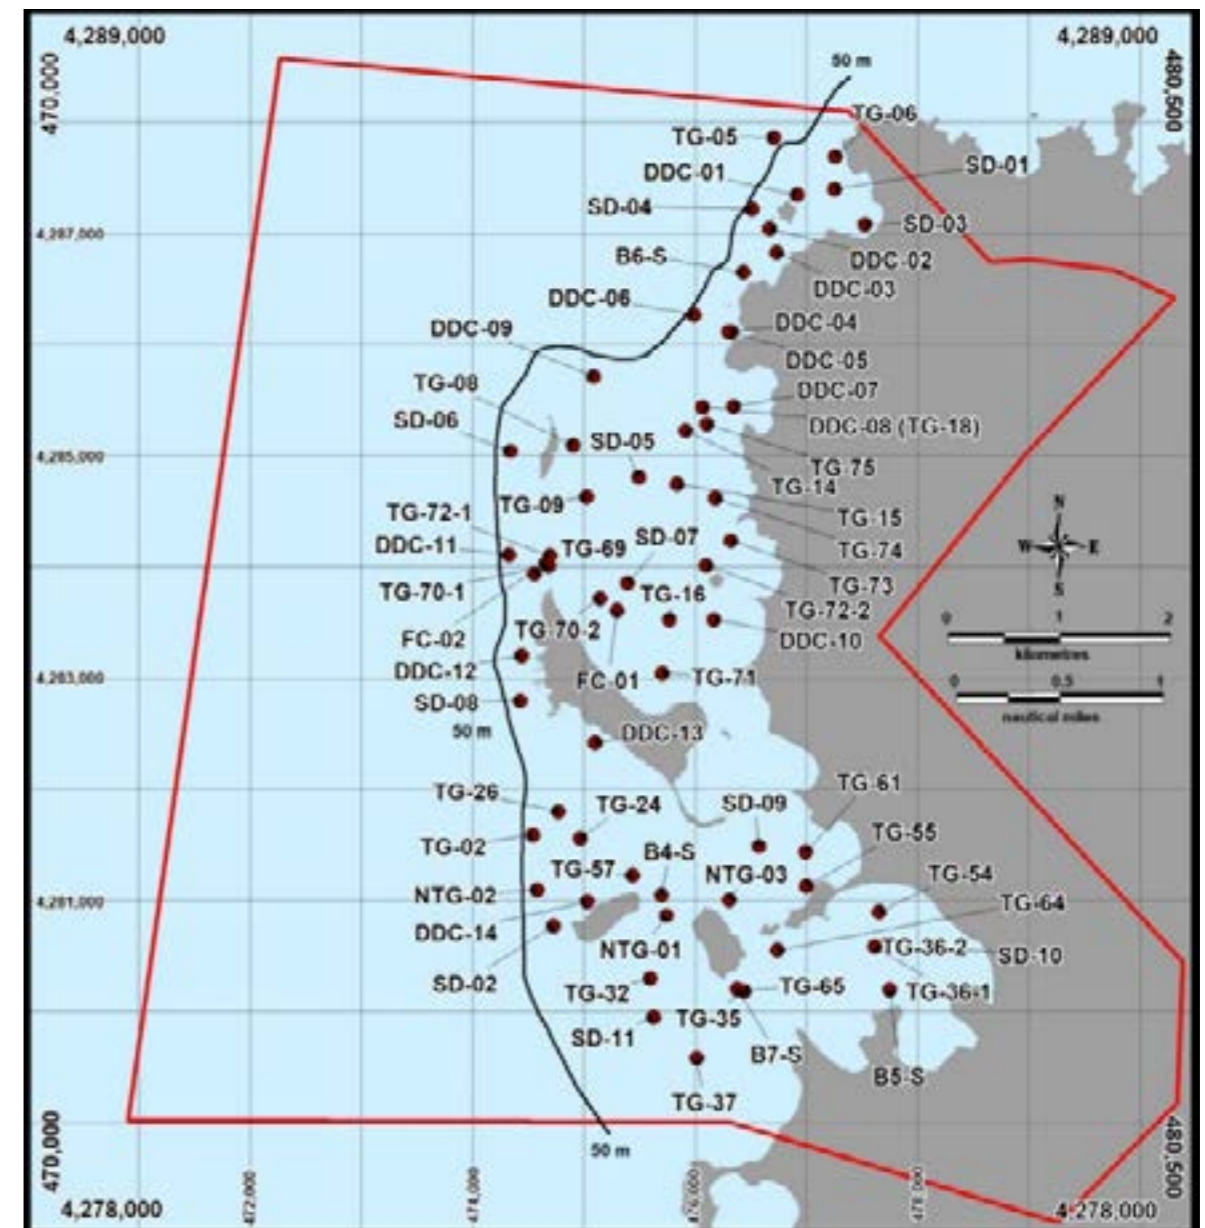 4,289,000
4,289,000
470,000
480,500
50 m
TG-06
TG-05
SD-01
DDC-01
SD-04
SD-03
4,287,000
B6-S
DDC-02
DDC-03
DDC-06
DDC-04
DDC-09
DDC-05
TG-08
DDC-07
SD-06
DDC-08 (TG-18)
SD-05
4,285,000
TG-75
TG-14
TG-09
TG-72-1
TG-15
SD-07
DDC-11
TG-69
TG-74
N
W E
S
TG-73
TG-70-1
TG-16
TG-72-2
0 1 2
kilometres
FC-02
TG-70-2
DDC-10
DDC-12
4,283,000
FC-01
TG-71
0 0.5 1
nautical miles
SD-08
50 m
DDC-13
TG-61
TG-26
TG-24
SD-09
TG-55
TG-02
B4-S
TG-57
NTG-03
TG-54
NTG-02
4,281,000
TG-64
DDC-14
NTG-01
TG-36-2
SD-10
SD-02
TG-32
TG-65
TG-36-1
TG-35
SD-11
B7-S
B5-S
TG-37
470,000
50 m
480,500
472,000
474,000
476,000
478,000
4,278,000
4,278,000